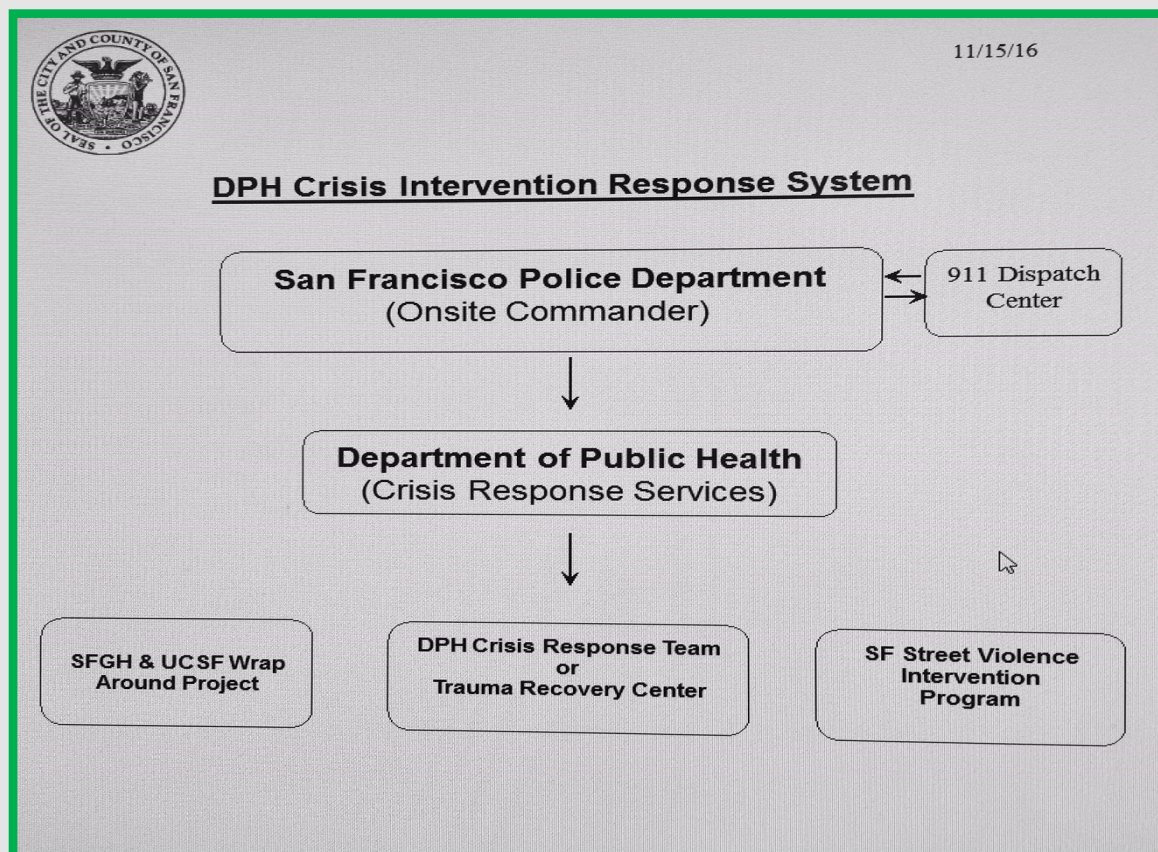 SEAL OF THE CITY AND COUNTY OF SAN FRANCISCO
11/15/16
DPH Crisis Intervention Response System
San Francisco Police Department
(Onsite Commander)
911 Dispatch
Center
Department of Public Health
(Crisis Response Services)
SFGH & UCSF Wrap
Around Project
DPH Crisis Response Team
or
Trauma Recovery Center
SF Street Violence
Intervention
Program